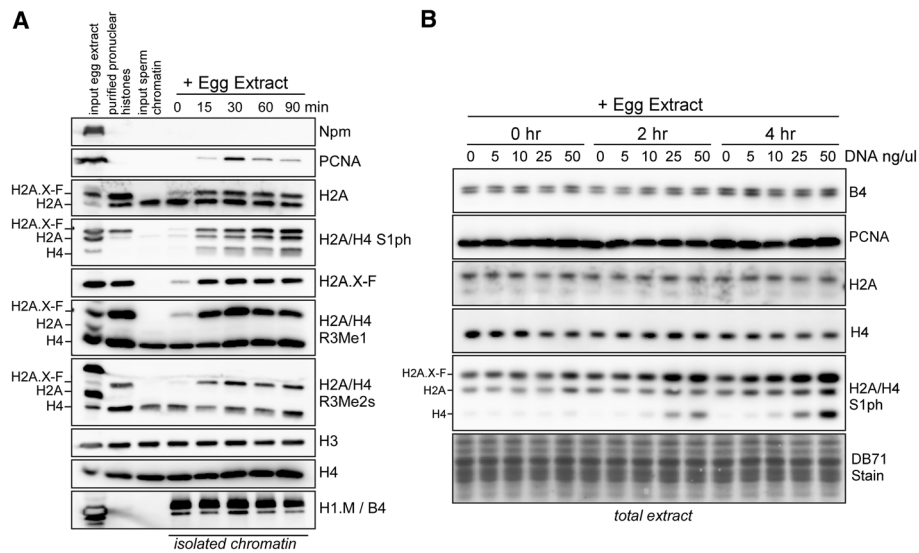 A
input egg extract
purified pronuclear
histones
input sperm
chromatin
+ Egg Extract
0 15 30 60 90 min
Npm
PCNA
H2A.X-F
H2A
H2A
H2A.X-F
H2A
H4
H2A/H4 S1ph
H2A.X-F
H2A.X-F
H2A
H4
H2A/H4
R3Me1
H2A.X-F
H2A
H4
H2A/H4
R3Me2s
H3
H4
H1.M / B4
isolated chromatin
B
+ Egg Extract
0 hr 2 hr 4 hr
0 5 10 25 50 0 5 10 25 50 0 5 10 25 50 DNA ng/ul
B4
PCNA
H2A
H4
H2A.X-F
H2A
H4
H2A/H4
S1ph
DB71
Stain
total extract